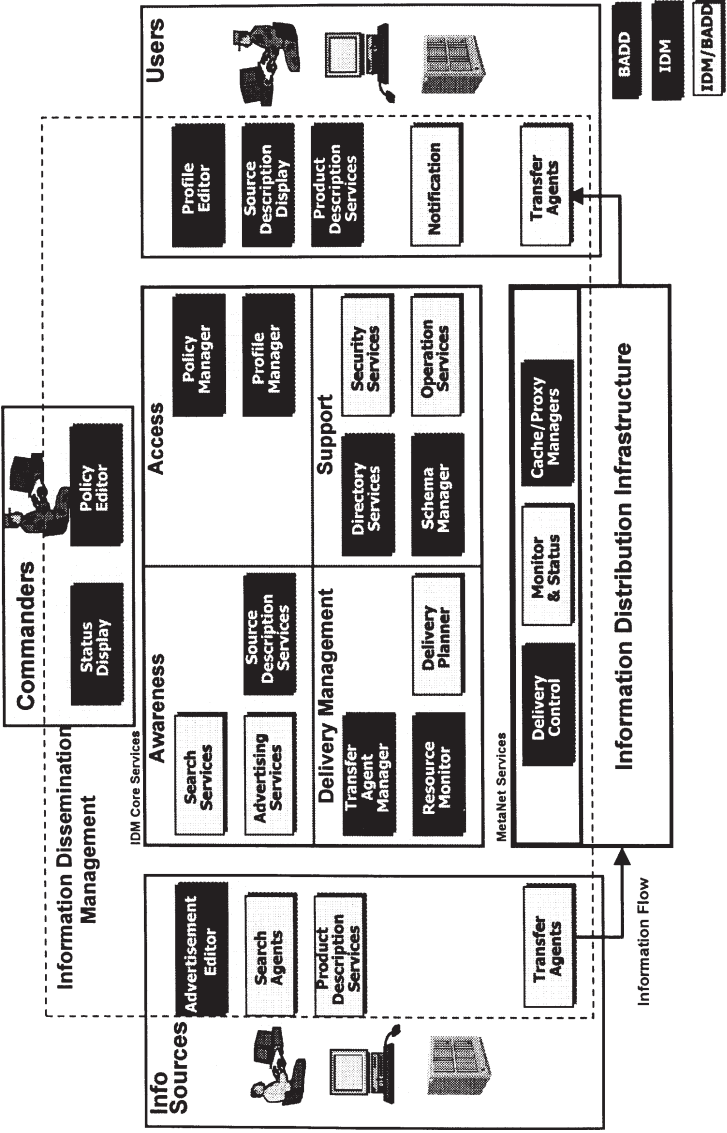 Commanders
Status
Display
Policy
Editor
Information Dissemination
Management
Info
Sources
Advertisement
Editor
Search
Agents
Product
Description
Services
Transfer
Agents
IDM Core Services
Awareness
Search
Services
Advertising
Services
Source
Description
Services
Access
Policy
Manager
Profile
Manager
Delivery Management
Transfer
Agent
Manager
Resource
Monitor
Delivery
Planner
Support
Directory
Services
Schema
Manager
Security
Services
Operation
Services
Users
Profile
Editor
Source
Description
Display
Product
Description
Services
Notification
Transfer
Agents
MetaNet Services
Delivery
Control
Monitor
& Status
Cache/Proxy
Managers
Information Distribution Infrastructure
Information Flow
BADD
IDM
IDM/BADD